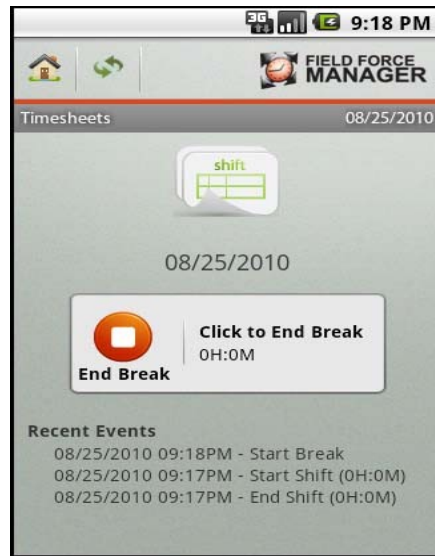 3G 9:18 PM
FIELD FORCE
MANAGER
Timesheets 08/25/2010
shift
08/25/2010
Click to End Break
0H:0M
End Break
Recent Events
08/25/2010 09:18PM - Start Break
08/25/2010 09:17PM - Start Shift (0H:0M)
08/25/2010 09:17PM - End Shift (0H:0M)